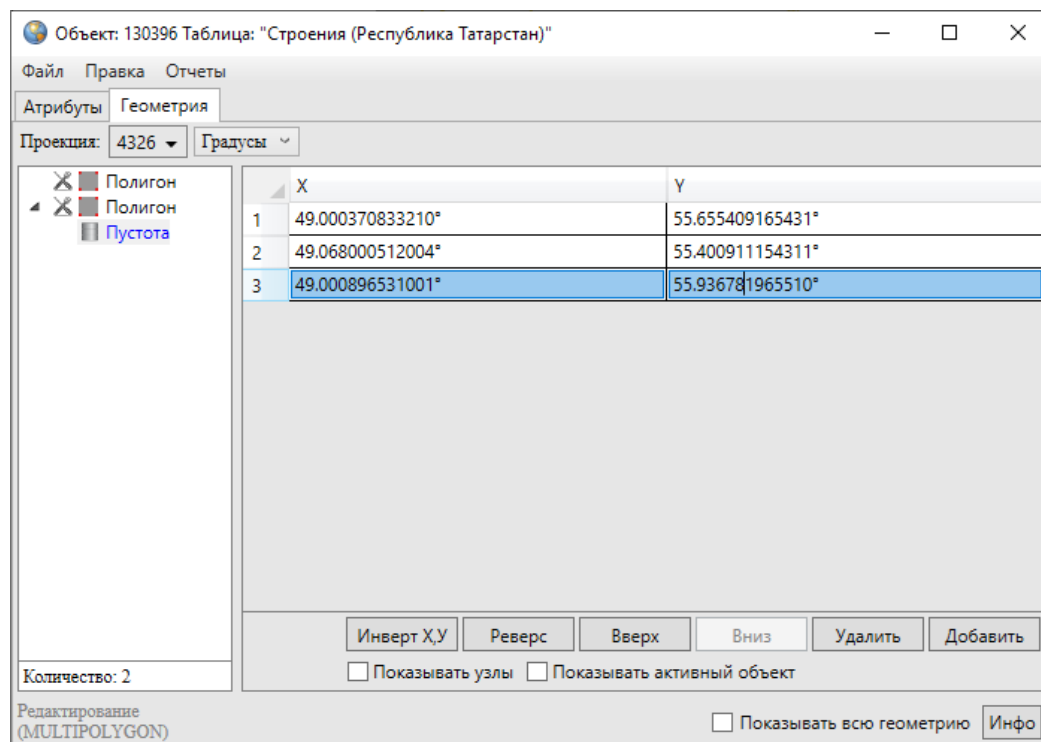 Объект: 130396 Таблица: "Строения (Республика Татарстан)"
Файл Правка Отчеты
Атрибуты Геометрия
Проекция: 4326 Градусы
Полигон
Полигон
Пустота
X Y
1 49.000370833210° 55.655409165431°
2 49.068000512004° 55.400911154311°
3 49.000896531001° 55.936781965510°
Инверт X,У Реверс Вверх Вниз Удалить Добавить
Показывать узлы Показывать активный объект
Количество: 2
Редактирование
(MULTIPOLYGON)
Показывать всю геометрию Инфо